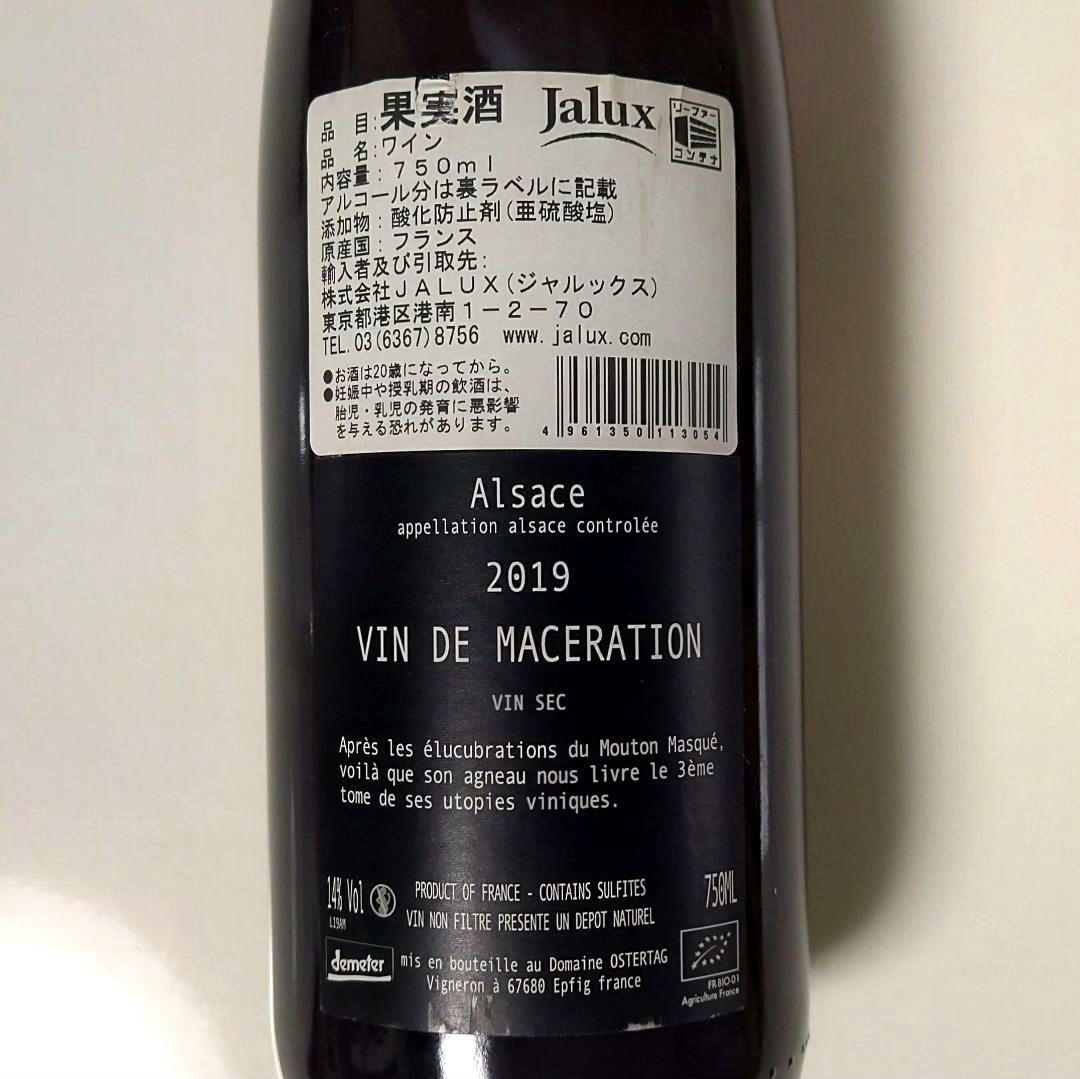 品 目:果実酒
Jalux
リーファー
コンテナ
品 名:ワイン
内容量:750ml
アルコール分は裏ラベルに記載
添加物:酸化防止剤(亜硫酸塩)
原産国:フランス
輸入者及び引取先:
株式会社JALUX(ジャルックス)
東京都港区港南1-2-70
TEL.03(6367)8756 www.jalux.com
●お酒は20歳になってから。
●妊娠中や授乳期の飲酒は、
胎児・乳児の発育に悪影響
を与える恐れがあります。
4 961350 113054
Alsace
appellation alsace controlée
2019
VIN DE MACERATION
VIN SEC
Après les élucubrations du Mouton Masqué,
voilà que son agneau nous livre le 3ème
tome de ses utopies viniques.
14% Vol
L19AM
PRODUCT OF FRANCE - CONTAINS SULFITES
750ML
VIN NON FILTRE PRESENTE UN DEPOT NATUREL
demeter
mis en bouteille au Domaine OSTERTAG
Vigneron à 67680 Epfig france
FR-BIO-01
Agriculture France